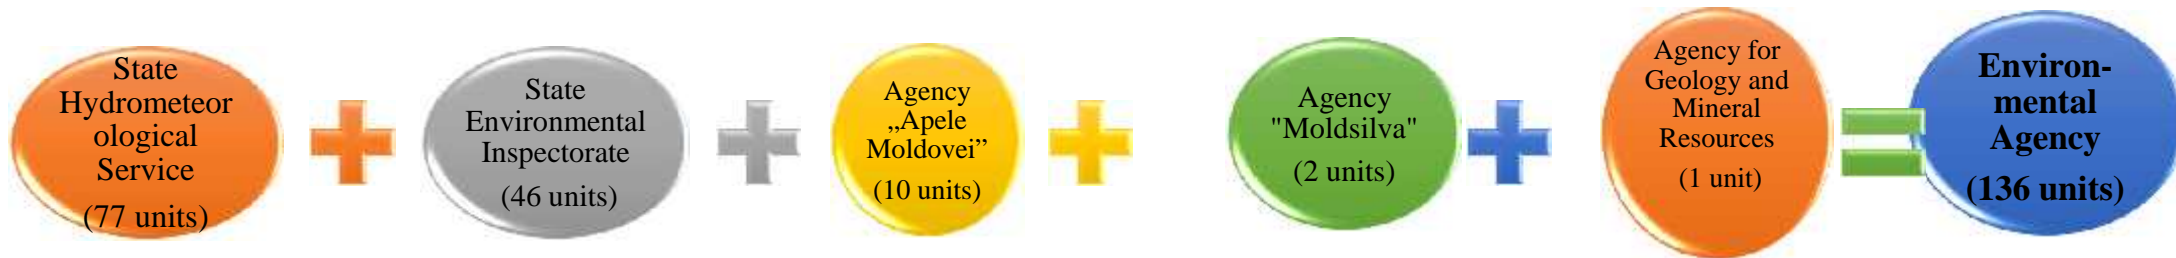 State
Hydrometeor
ological
Service
(77 units)
State
Environmental
Inspectorate
(46 units)
Agency
„Apele
Moldovei”
(10 units)
Agency
"Moldsilva"
(2 units)
Agency for
Geology and
Mineral
Resources
(1 unit)
Environ-
mental
Agency
(136 units)